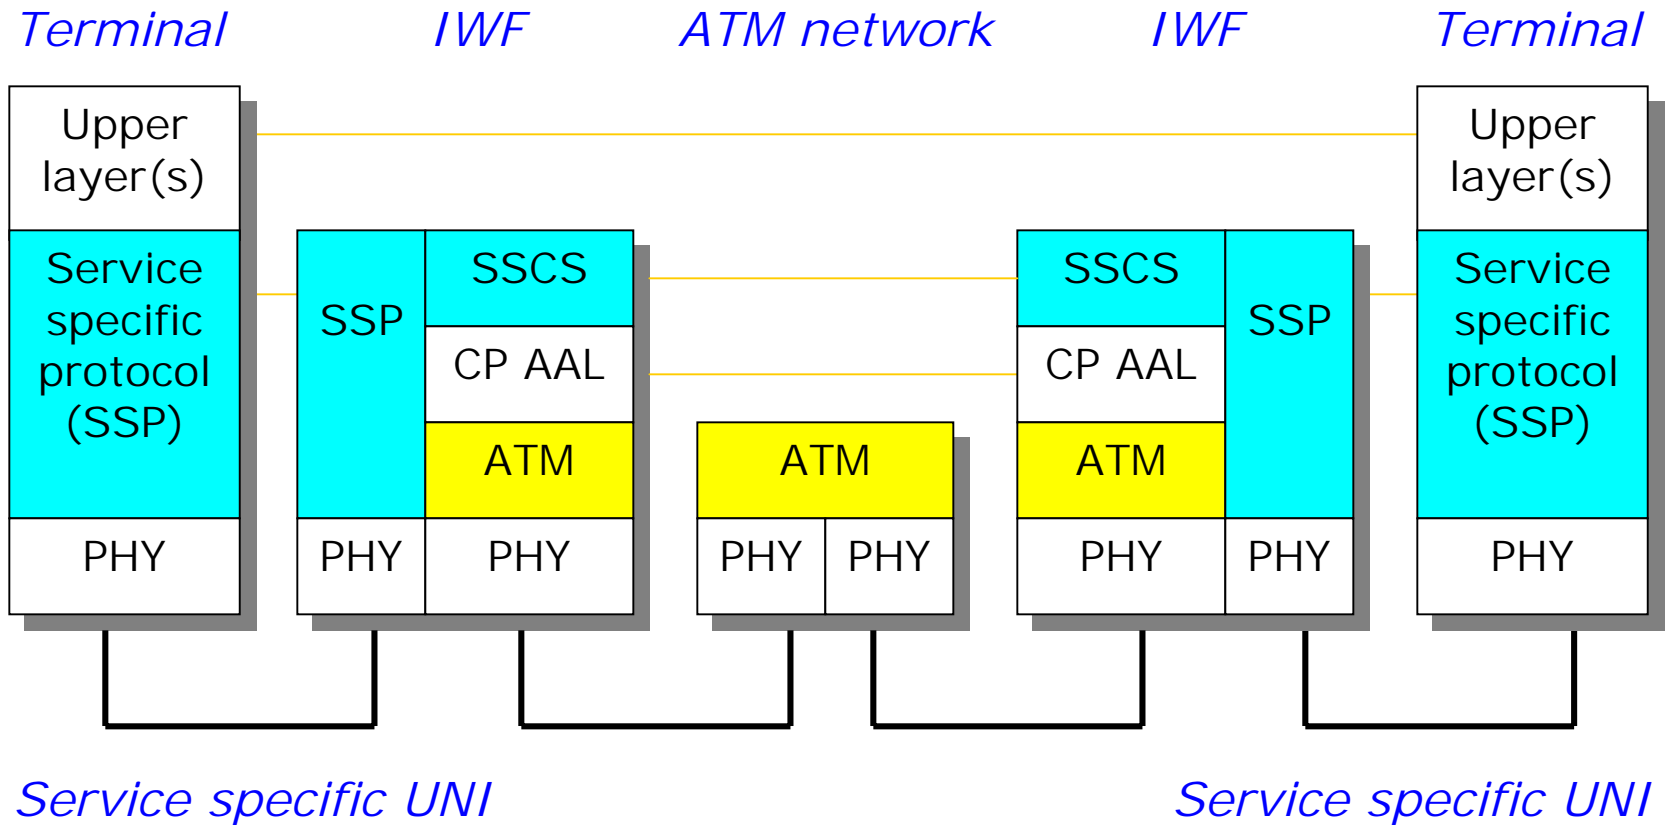 Terminal IWF ATM network IWF Terminal
Upper
layer(s)
Service
specific
protocol
(SSP)
PHY
SSP
PHY
SSCS
CP AAL
ATM
PHY
ATM
PHY PHY
SSCS
CP AAL
ATM
PHY
SSP
PHY
Upper
layer(s)
Service
specific
protocol
(SSP)
PHY
Service specific UNI
Service specific UNI